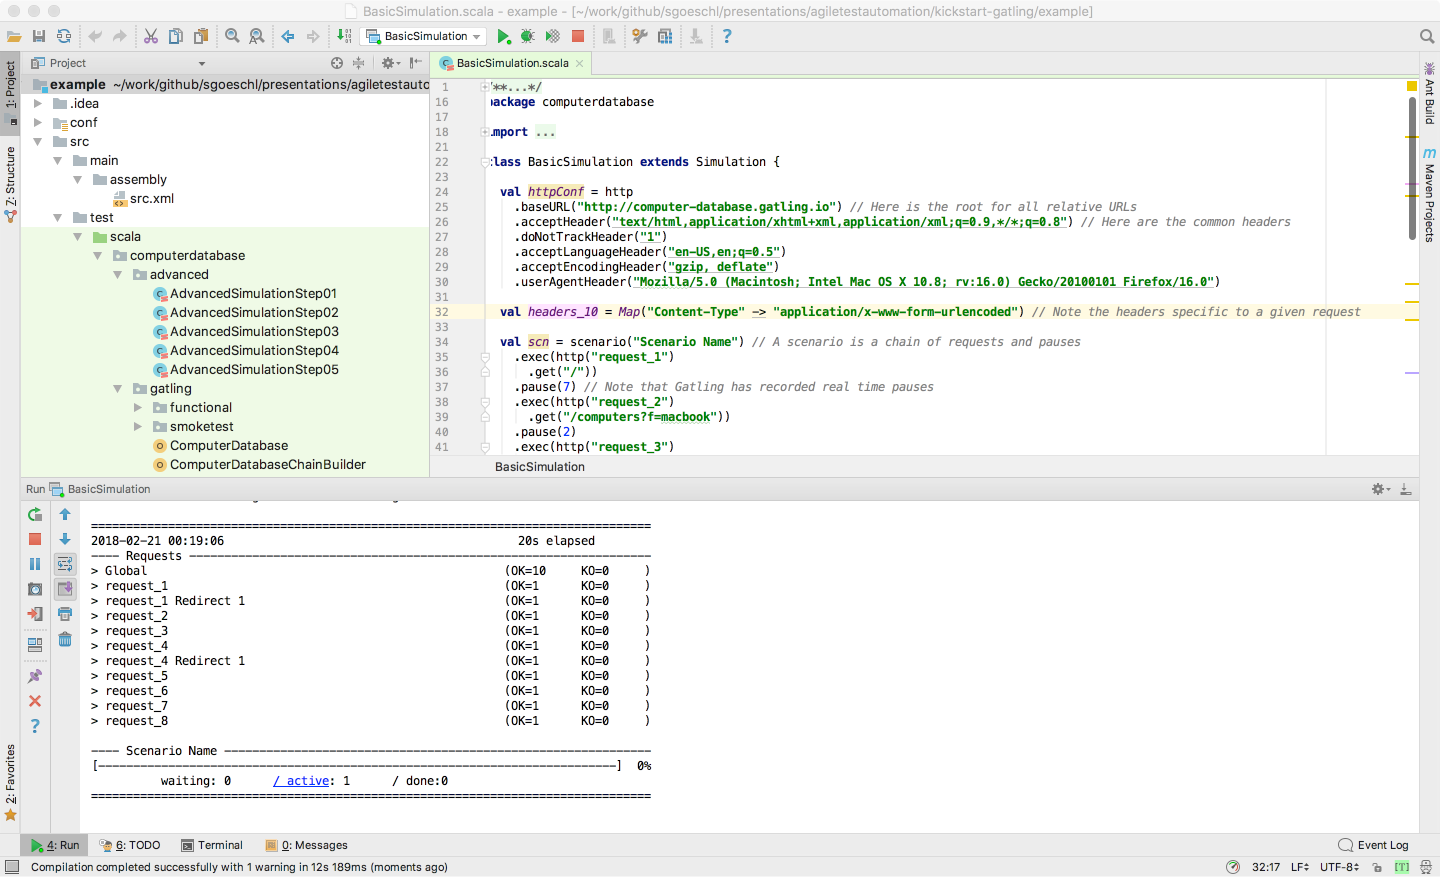 BasicSimulation.scala - example - [~/work/github/sgoeschl/presentations/agiletestautomation/kickstart-gatling/example]
BasicSimulation
Project
BasicSimulation.scala
1: Project
Z: Structure
2: Favorites
Ant Build
Maven Projects
example ~/work/github/sgoeschl/presentations/agiletestauto
.idea
conf
src
main
assembly
src.xml
test
scala
computerdatabase
advanced
AdvancedSimulationStep01
AdvancedSimulationStep02
AdvancedSimulationStep03
AdvancedSimulationStep04
AdvancedSimulationStep05
gatling
functional
smoketest
ComputerDatabase
ComputerDatabaseChainBuilder
1 /**...*/
16 package computerdatabase
17
18 import ...
21
22 class BasicSimulation extends Simulation {
23
24 val httpConf = http
25 .baseURL("http://computer-database.gatling.io") // Here is the root for all relative URLs
26 .acceptHeader("text/html,application/xhtml+xml,application/xml;q=0.9,*/*;q=0.8") // Here are the common headers
27 .doNotTrackHeader("1")
28 .acceptLanguageHeader("en-US,en;q=0.5")
29 .acceptEncodingHeader("gzip, deflate")
30 .userAgentHeader("Mozilla/5.0 (Macintosh; Intel Mac OS X 10.8; rv:16.0) Gecko/20100101 Firefox/16.0")
31
32 val headers_10 = Map("Content-Type" -> "application/x-www-form-urlencoded") // Note the headers specific to a given request
33
34 val scn = scenario("Scenario Name") // A scenario is a chain of requests and pauses
35 .exec(http("request_1")
36 .get("/"))
37 .pause(7) // Note that Gatling has recorded real time pauses
38 .exec(http("request_2")
39 .get("/computers?f=macbook"))
40 .pause(2)
41 .exec(http("request_3")
BasicSimulation
Run BasicSimulation
================================================================================
2018-02-21 00:19:06 20s elapsed
---- Requests ------------------------------------------------------------------
> Global (OK=10 KO=0 )
> request_1 (OK=1 KO=0 )
> request_1 Redirect 1 (OK=1 KO=0 )
> request_2 (OK=1 KO=0 )
> request_3 (OK=1 KO=0 )
> request_4 (OK=1 KO=0 )
> request_4 Redirect 1 (OK=1 KO=0 )
> request_5 (OK=1 KO=0 )
> request_6 (OK=1 KO=0 )
> request_7 (OK=1 KO=0 )
> request_8 (OK=1 KO=0 )
---- Scenario Name -------------------------------------------------------------
[--------------------------------------------------------------------------] 0%
waiting: 0 / active: 1 / done:0
================================================================================
4: Run 6: TODO Terminal 0: Messages Event Log
Compilation completed successfully with 1 warning in 12s 189ms (moments ago) 32:17 LF UTF-8 [T]